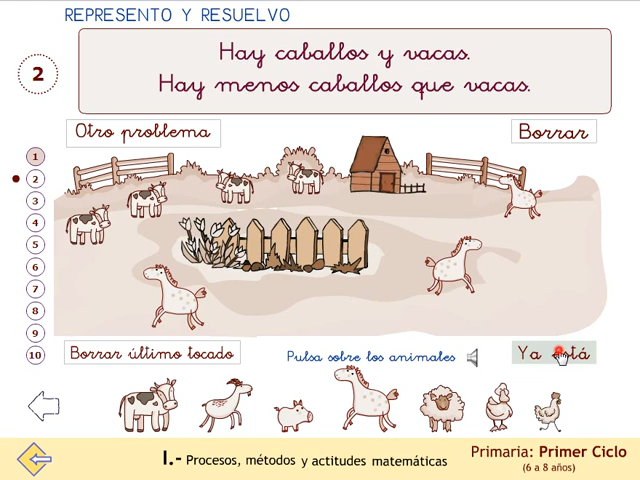 REPRESENTO Y RESUELVO
2
Hay caballos y vacas.
Hay menos caballos que vacas.
Otro problema
Borrar
1
2
3
4
5
6
7
8
9
10
Borrar último tocado
Pulsa sobre los animales
Ya está
I.- Procesos, métodos y actitudes matemáticas
Primaria: Primer Ciclo
(6 a 8 años)